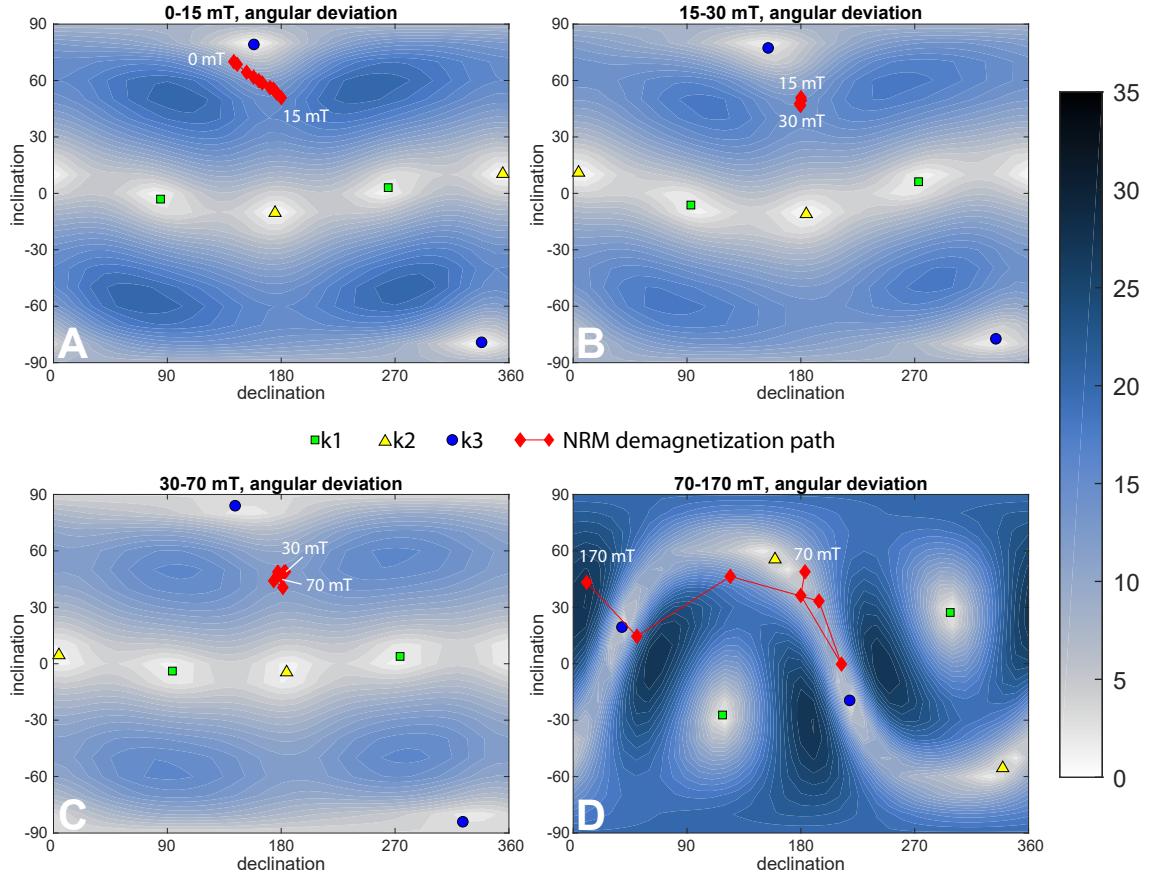 0-15 mT, angular deviation
15-30 mT, angular deviation
90
60
30
0
-30
-60
-90
inclination
0 mT
15 mT
A
0
90
180
270
360
declination
90
60
30
0
-30
-60
-90
inclination
15 mT
30 mT
B
0
90
180
270
360
declination
35
30
25
20
15
10
5
0
k1
k2
k3
NRM demagnetization path
30-70 mT, angular deviation
70-170 mT, angular deviation
90
60
30
0
-30
-60
-90
inclination
30 mT
70 mT
C
0
90
180
270
360
declination
90
60
30
0
-30
-60
-90
inclination
170 mT
70 mT
D
0
90
180
270
360
declination